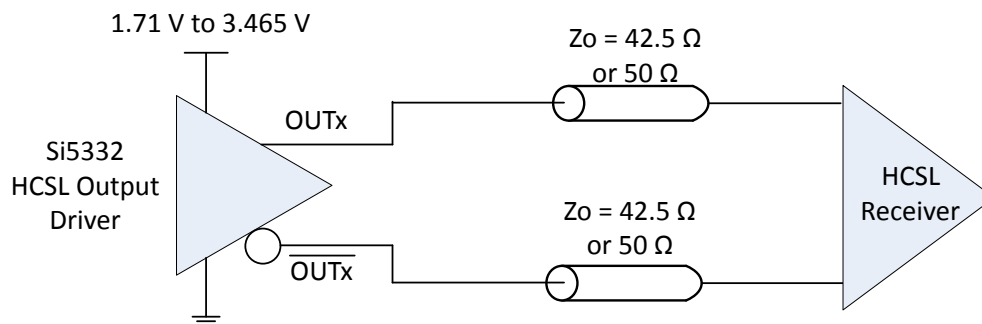 1.71 V to 3.465 V
Zo = 42.5 Ω
or 50 Ω
OUTx
Si5332
HCSL Output
Driver
HCSL
Receiver
Zo = 42.5 Ω
or 50 Ω
OUTx